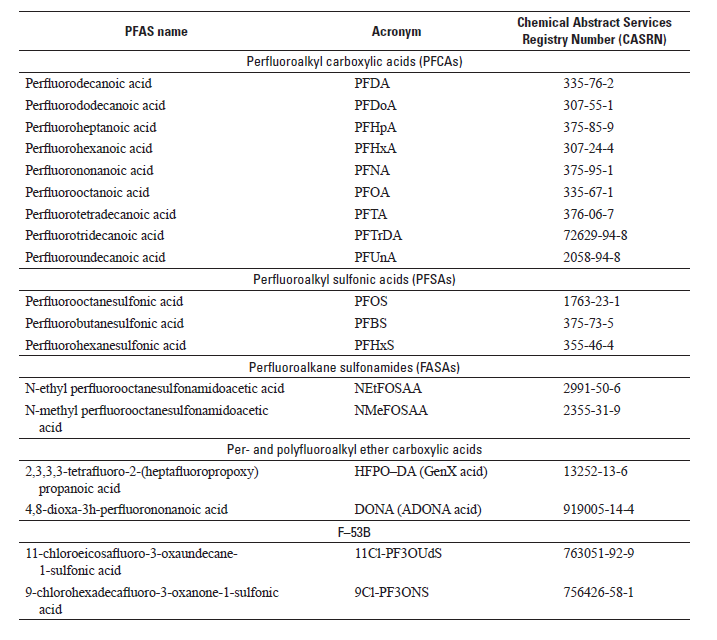 PFAS name Acronym Chemical Abstract Services
Registry Number (CASRN)
Perfluoroalkyl carboxylic acids (PFCAs)
Perfluorodecanoic acid PFDA 335-76-2
Perfluorododecanoic acid PFDoA 307-55-1
Perfluoroheptanoic acid PFHpA 375-85-9
Perfluorohexanoic acid PFHxA 307-24-4
Perfluorononanoic acid PFNA 375-95-1
Perfluorooctanoic acid PFOA 335-67-1
Perfluorotetradecanoic acid PFTA 376-06-7
Perfluorotridecanoic acid PFTrDA 72629-94-8
Perfluoroundecanoic acid PFUnA 2058-94-8
Perfluoroalkyl sulfonic acids (PFSAs)
Perfluorooctanesulfonic acid PFOS 1763-23-1
Perfluorobutanesulfonic acid PFBS 375-73-5
Perfluorohexanesulfonic acid PFHxS 355-46-4
Perfluoroalkane sulfonamides (FASAs)
N-ethyl perfluorooctanesulfonamidoacetic acid NEtFOSAA 2991-50-6
N-methyl perfluorooctanesulfonamidoacetic NMeFOSAA 2355-31-9
acid
Per- and polyfluoroalkyl ether carboxylic acids
2,3,3,3-tetrafluoro-2-(heptafluoropropoxy) HFPO–DA (GenX acid) 13252-13-6
propanoic acid
4,8-dioxa-3h-perfluorononanoic acid DONA (ADONA acid) 919005-14-4
F–53B
11-chloroeicosafluoro-3-oxaundecane- 11Cl-PF3OUdS 763051-92-9
1-sulfonic acid
9-chlorohexadecafluoro-3-oxanone-1-sulfonic 9Cl-PF3ONS 756426-58-1
acid